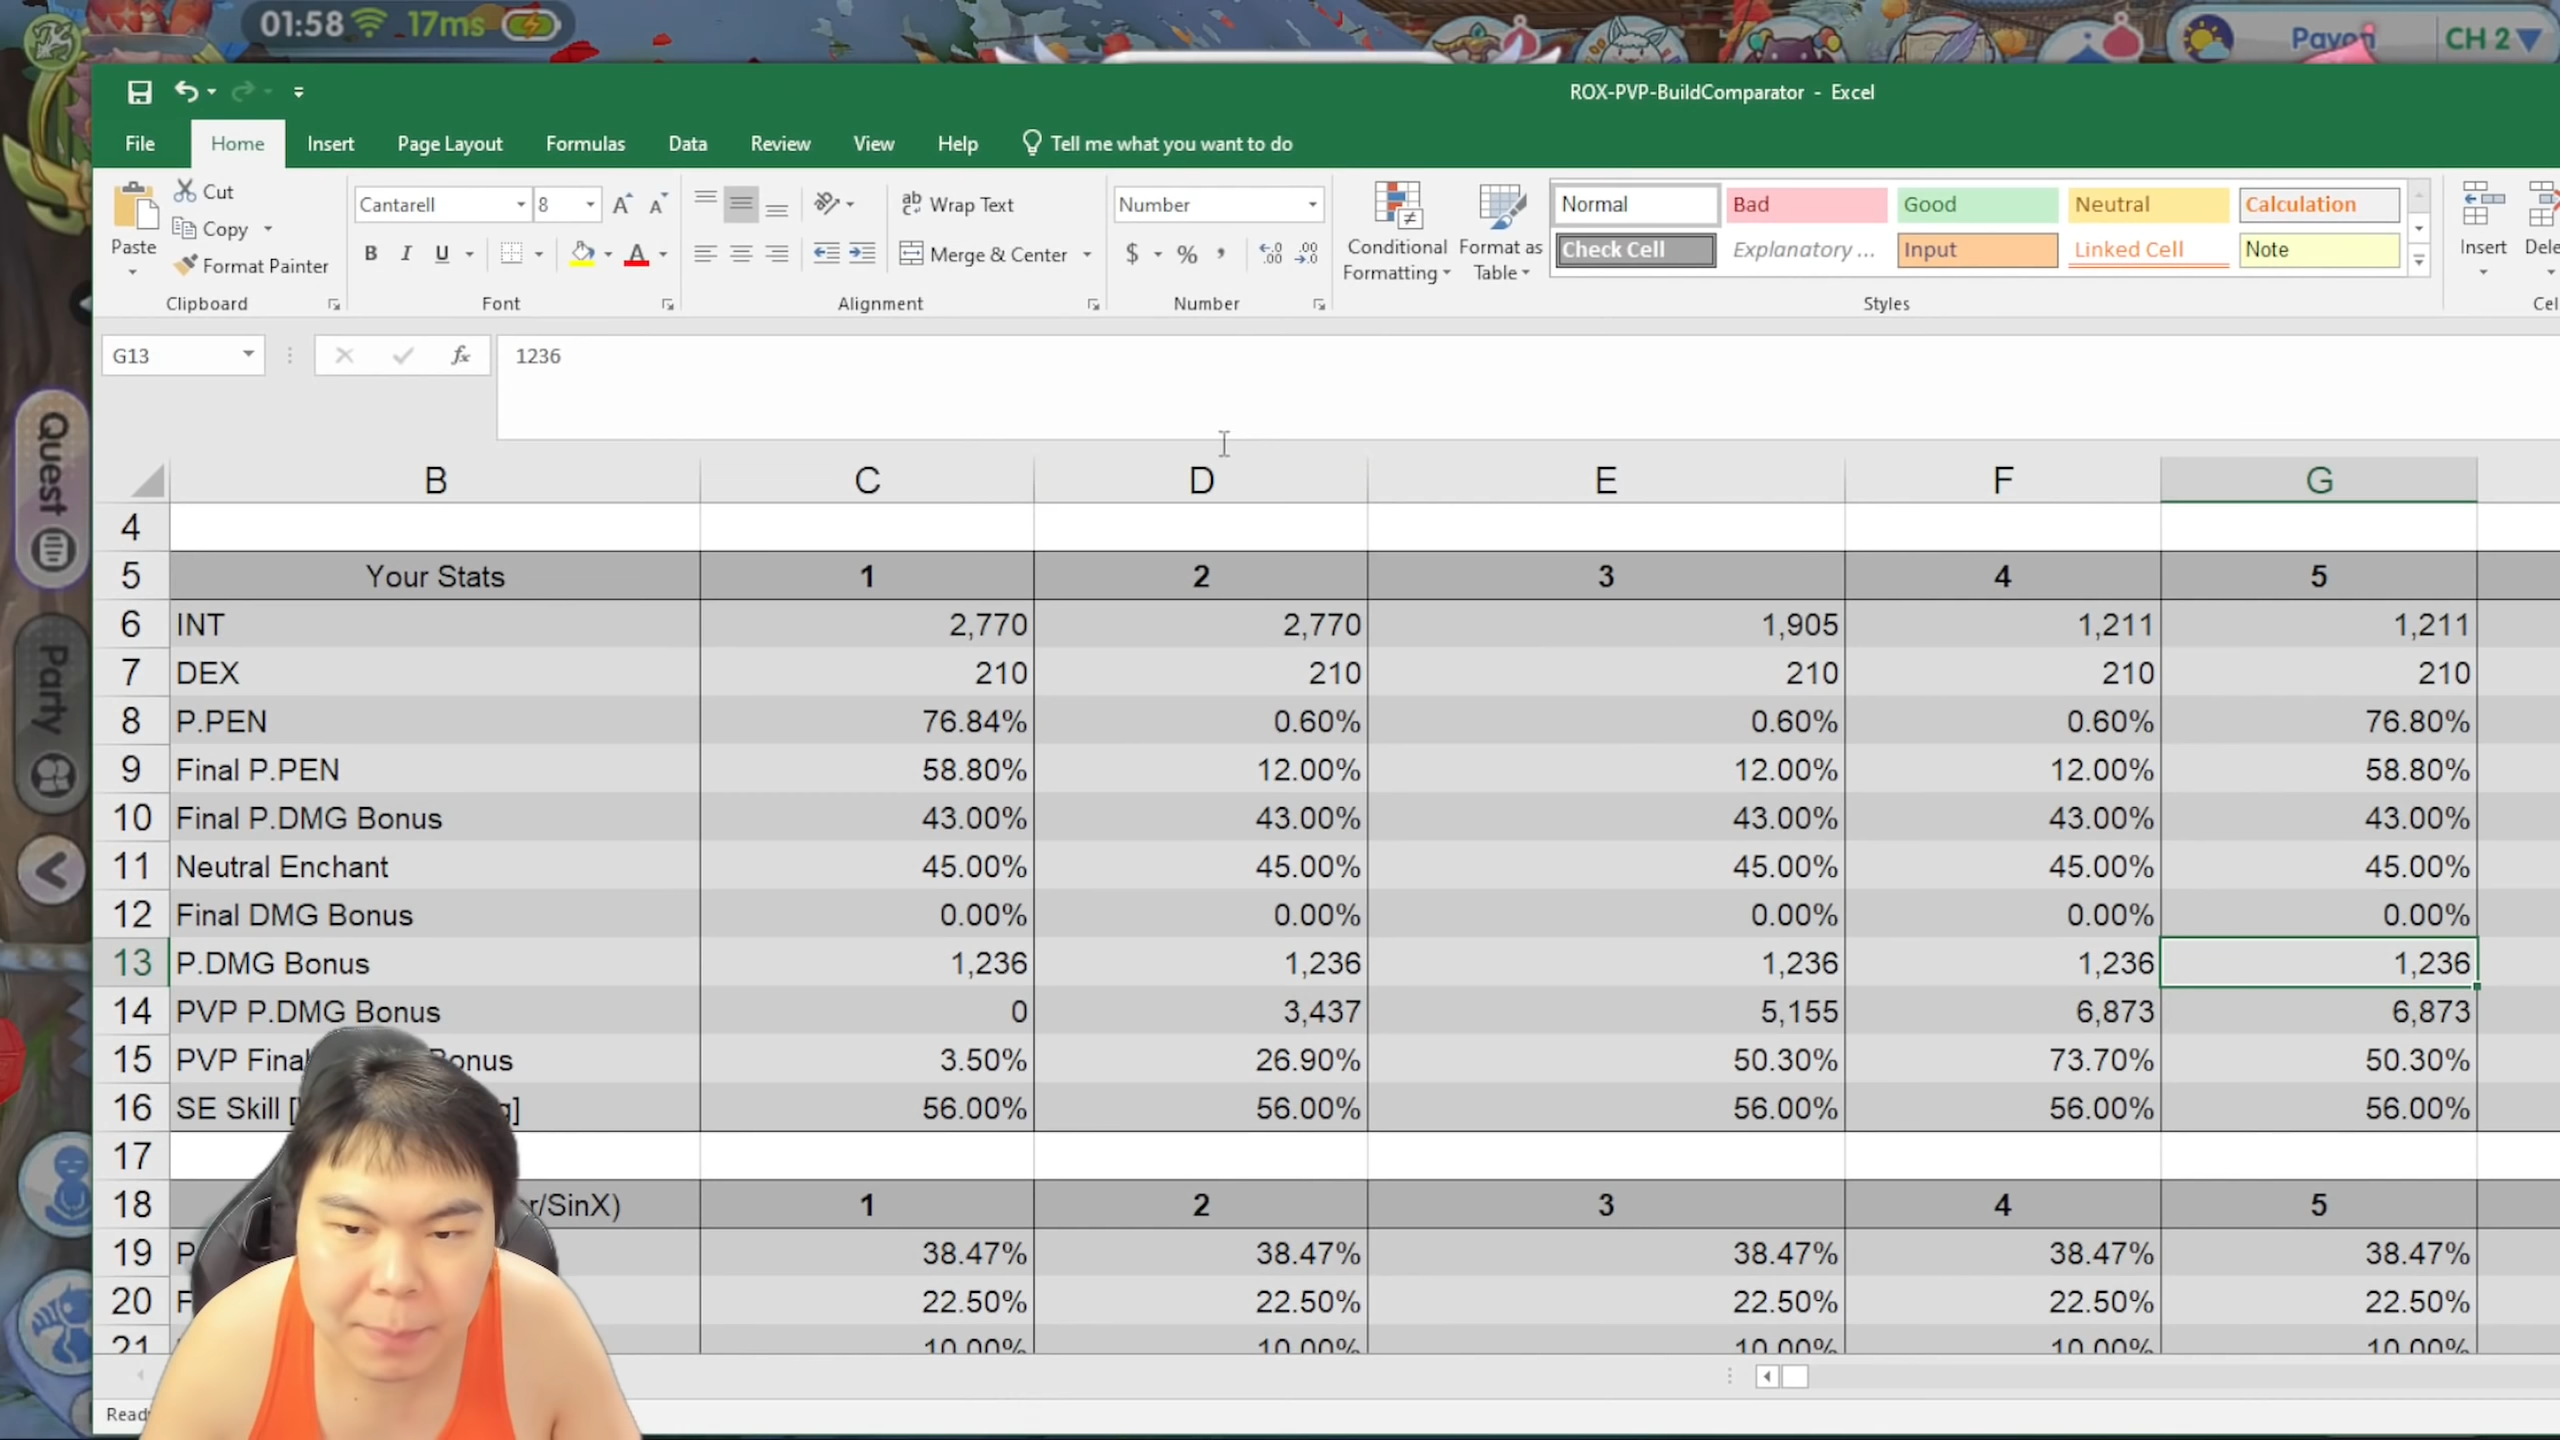 01:58 17ms
Payon CH 2
ROX-PVP-BuildComparator - Excel
File Home Insert Page Layout Formulas Data Review View Help Tell me what you want to do
Paste
Cut
Copy
Format Painter
Clipboard
Cantarell 8
B I U
Font
Wrap Text
Merge & Center
Alignment
Number
$ % ,
Number
Conditional Formatting
Format as Table
Normal Bad Good Neutral Calculation
Check Cell Explanatory ... Input Linked Cell Note
Styles
Insert
G13 fx 1236
Quest
Party
B C D E F G
4
5 Your Stats 1 2 3 4 5
6 INT 2,770 2,770 1,905 1,211 1,211
7 DEX 210 210 210 210 210
8 P.PEN 76.84% 0.60% 0.60% 0.60% 76.80%
9 Final P.PEN 58.80% 12.00% 12.00% 12.00% 58.80%
10 Final P.DMG Bonus 43.00% 43.00% 43.00% 43.00% 43.00%
11 Neutral Enchant 45.00% 45.00% 45.00% 45.00% 45.00%
12 Final DMG Bonus 0.00% 0.00% 0.00% 0.00% 0.00%
13 P.DMG Bonus 1,236 1,236 1,236 1,236 1,236
14 PVP P.DMG Bonus 0 3,437 5,155 6,873 6,873
15 PVP Final Bonus 3.50% 26.90% 50.30% 73.70% 50.30%
16 SE Skill [ ] 56.00% 56.00% 56.00% 56.00% 56.00%
17
18 r/SinX) 1 2 3 4 5
19 P 38.47% 38.47% 38.47% 38.47% 38.47%
20 F 22.50% 22.50% 22.50% 22.50% 22.50%
21 10.00% 10.00% 10.00% 10.00% 10.00%
Ready